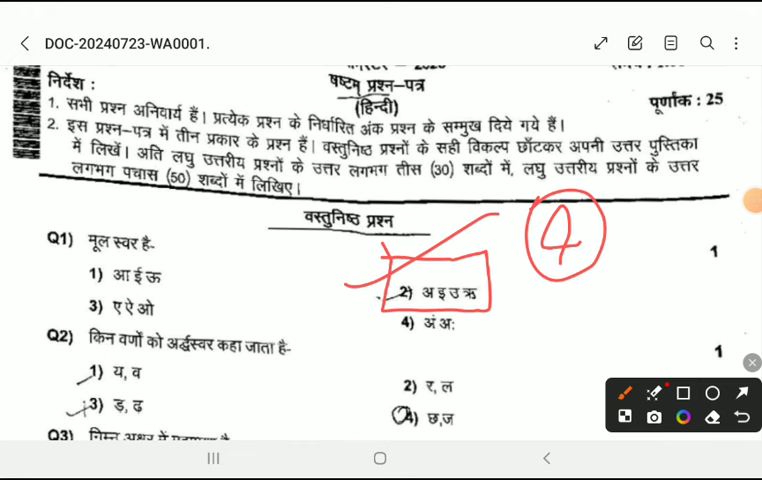 DOC-20240723-WA0001.
निर्देश :
षष्टम् प्रश्न-पत्र
(हिन्दी)
पूर्णांक : 25
1. सभी प्रश्न अनिवार्य हैं। प्रत्येक प्रश्न के निर्धारित अंक प्रश्न के सम्मुख दिये गये हैं।
2. इस प्रश्न-पत्र में तीन प्रकार के प्रश्न हैं। वस्तुनिष्ठ प्रश्नों के सही विकल्प छाँटकर अपनी उत्तर पुस्तिका
में लिखें। अति लघु उत्तरीय प्रश्नों के उत्तर लगभग तीस (30) शब्दों में, लघु उत्तरीय प्रश्नों के उत्तर
लगभग पचास (50) शब्दों में लिखिए।
वस्तुनिष्ठ प्रश्न
4
Q1) मूल स्वर है- 1
1) आ ई ऊ
2) अ इ उ ऋ
3) ए ऐ ओ
4) अं अः
Q2) किन वर्णों को अर्द्धस्वर कहा जाता है- 1
1) य, व
2) र, ल
3) ड़, ढ़
4) छ,ज
Q3)